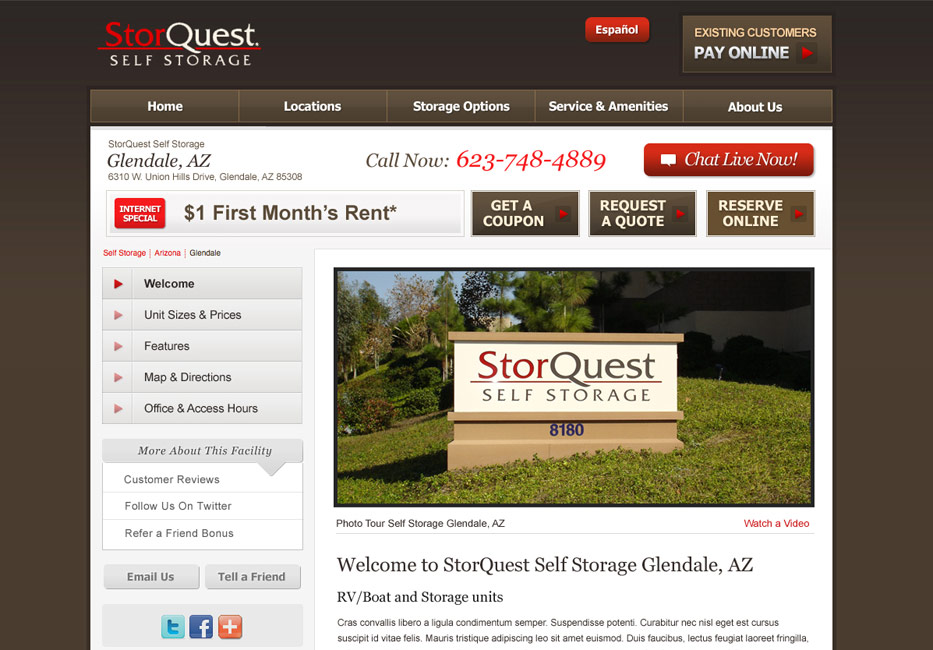 StorQuest.
SELF STORAGE
Español
EXISTING CUSTOMERS
PAY ONLINE
Home
Locations
Storage Options
Service & Amenities
About Us
StorQuest Self Storage
Glendale, AZ
6310 W. Union Hills Drive, Glendale, AZ 85308
Call Now: 623-748-4889
Chat Live Now!
INTERNET
SPECIAL
$1 First Month's Rent*
GET A
COUPON
REQUEST
A QUOTE
RESERVE
ONLINE
Self Storage | Arizona | Glendale
Welcome
Unit Sizes & Prices
Features
Map & Directions
Office & Access Hours
More About This Facility
Customer Reviews
Follow Us On Twitter
Refer a Friend Bonus
Email Us
Tell a Friend
StorQuest
SELF STORAGE
8180
Photo Tour Self Storage Glendale, AZ
Watch a Video
Welcome to StorQuest Self Storage Glendale, AZ
RV/Boat and Storage units
Cras convallis libero a ligula condimentum semper. Suspendisse potenti. Curabitur nec nisl eget est cursus
suscipit id vitae felis. Mauris tristique adipiscing leo sit amet euismod. Duis faucibus, lectus feugiat laoreet fringilla,